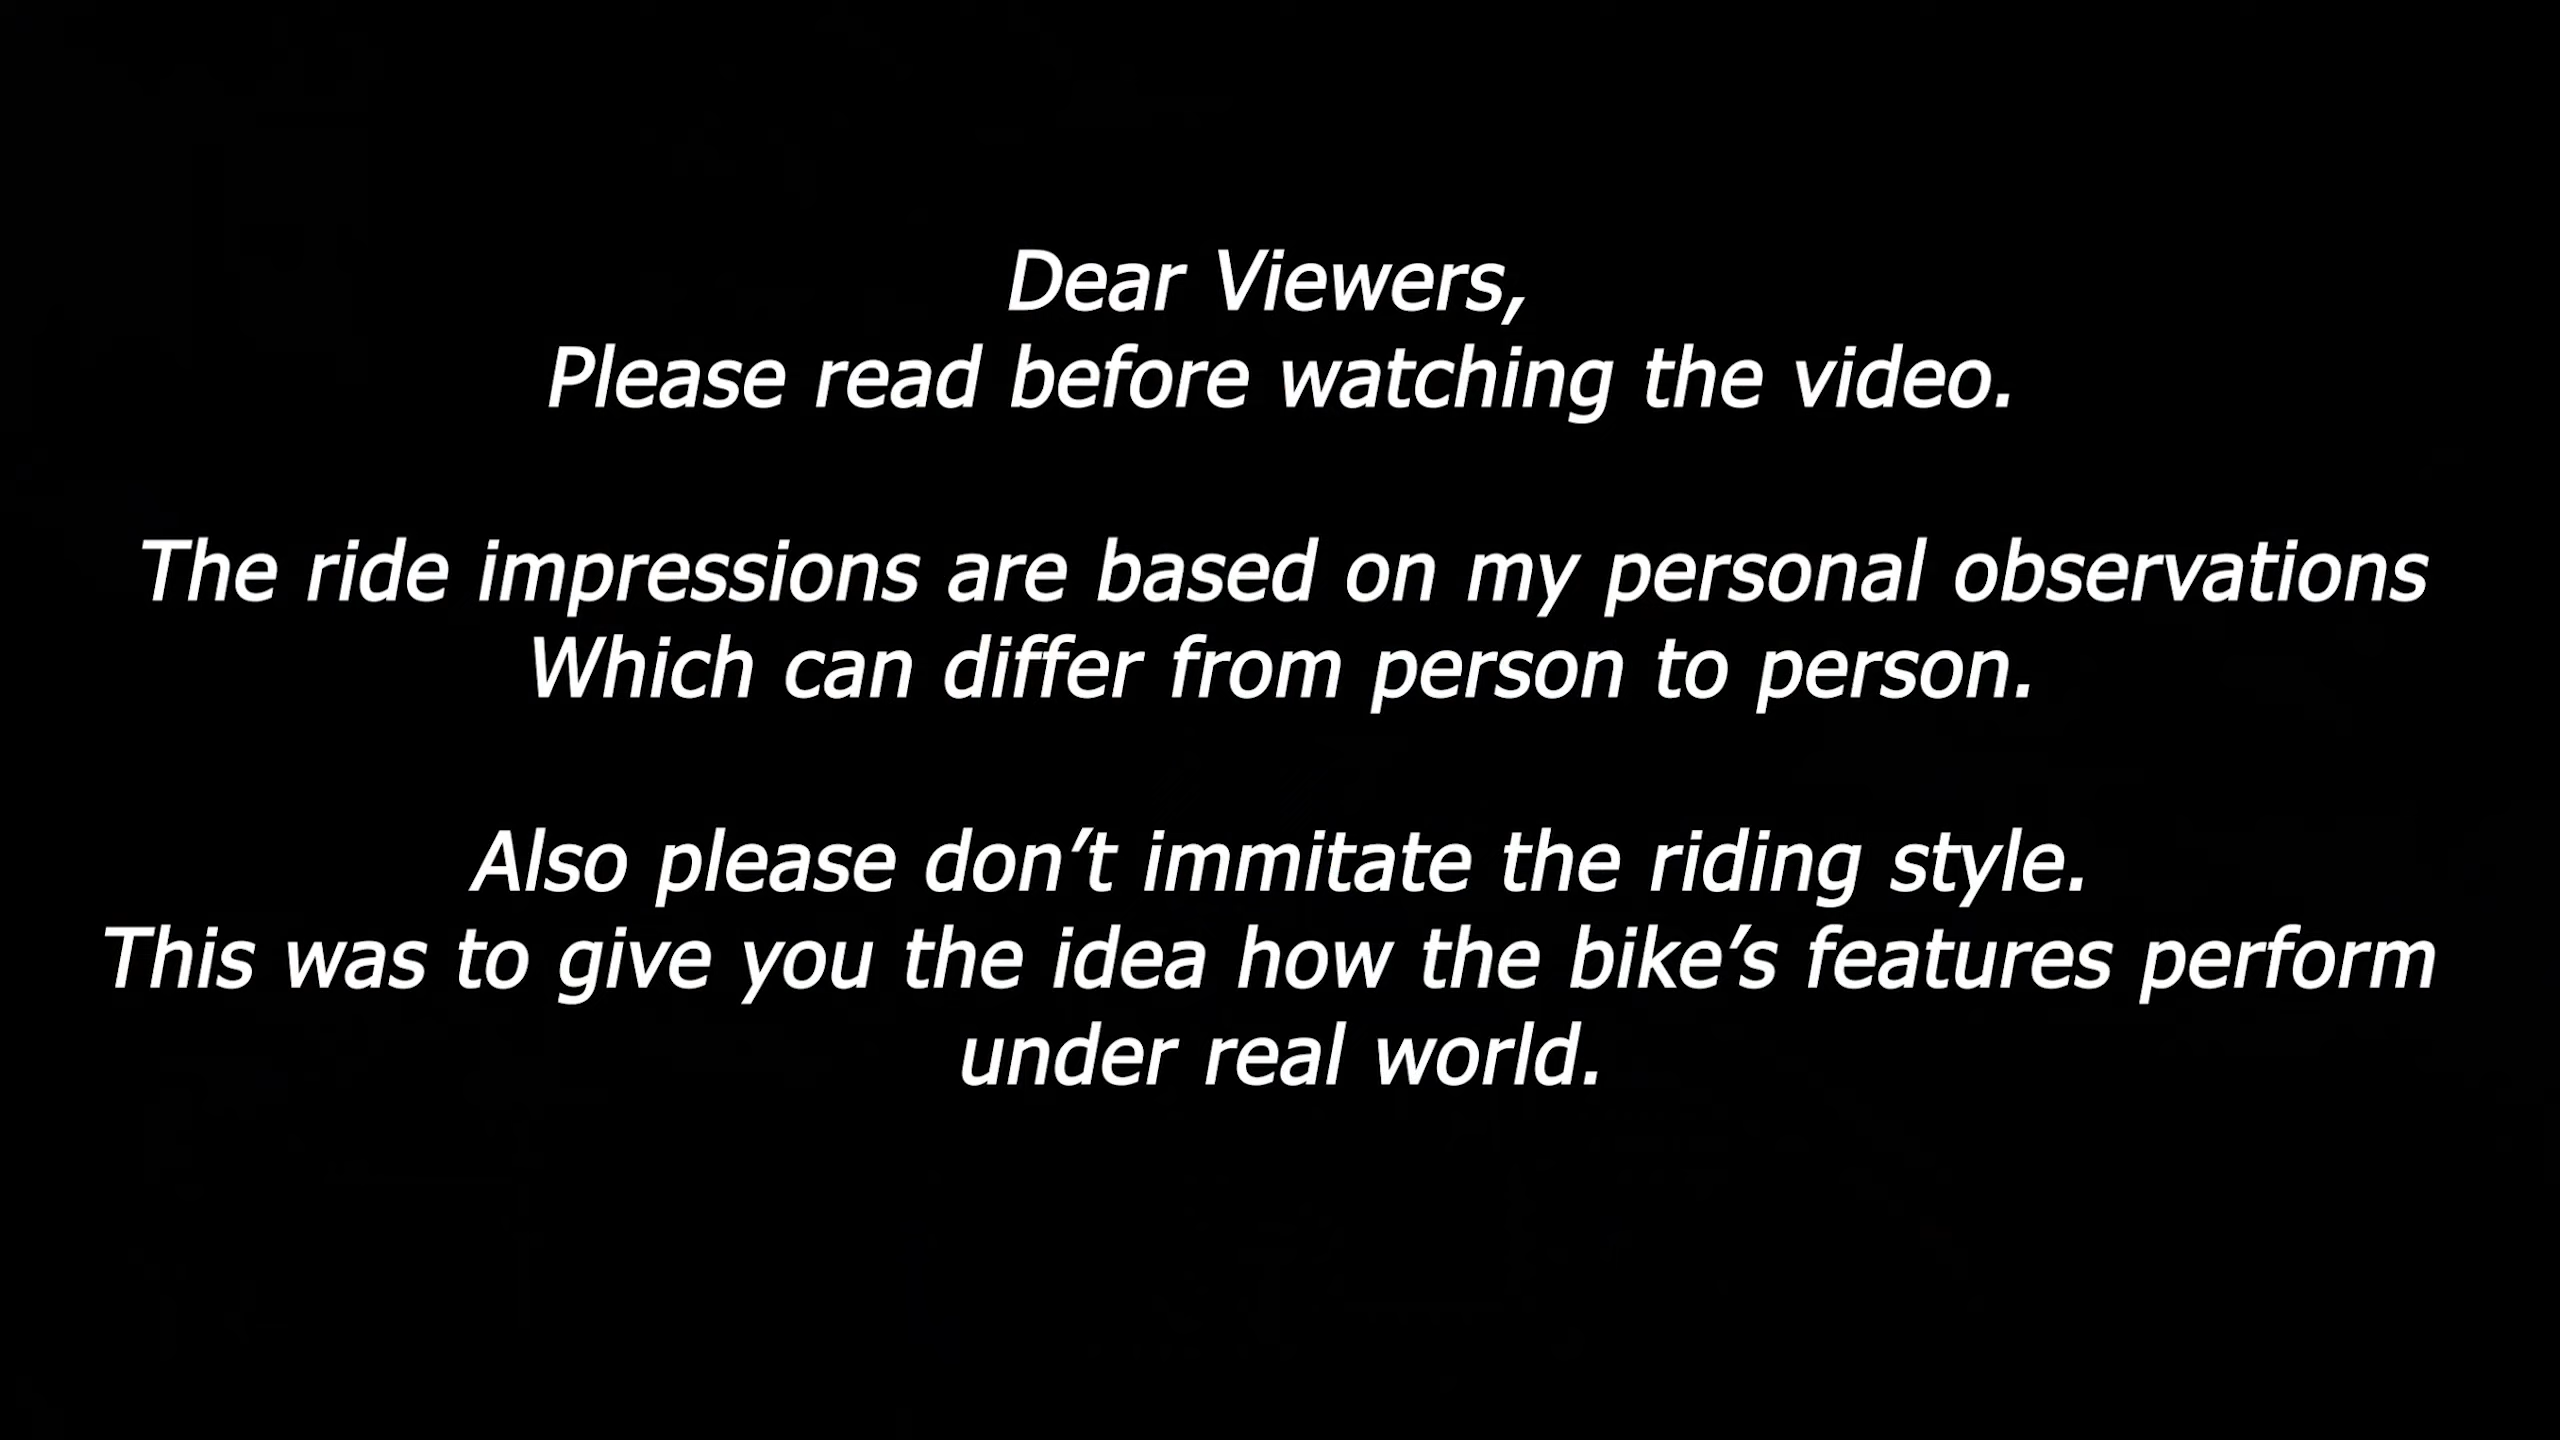 Dear Viewers,
Please read before watching the video.
The ride impressions are based on my personal observations
Which can differ from person to person.
Also please don’t immitate the riding style.
This was to give you the idea how the bike’s features perform
under real world.